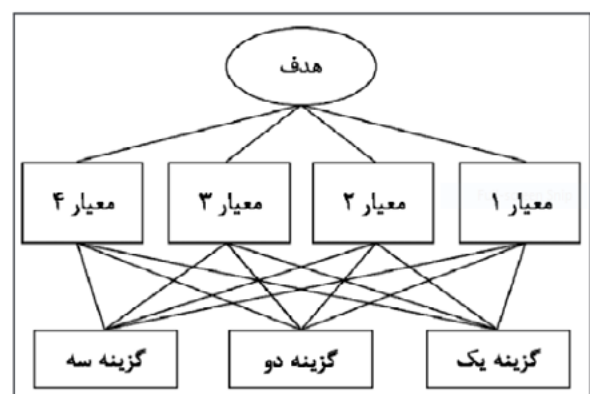 هدف
معیار ۱
معیار ۲
معیار ۳
معیار ۴
گزینه یک
گزینه دو
گزینه سه